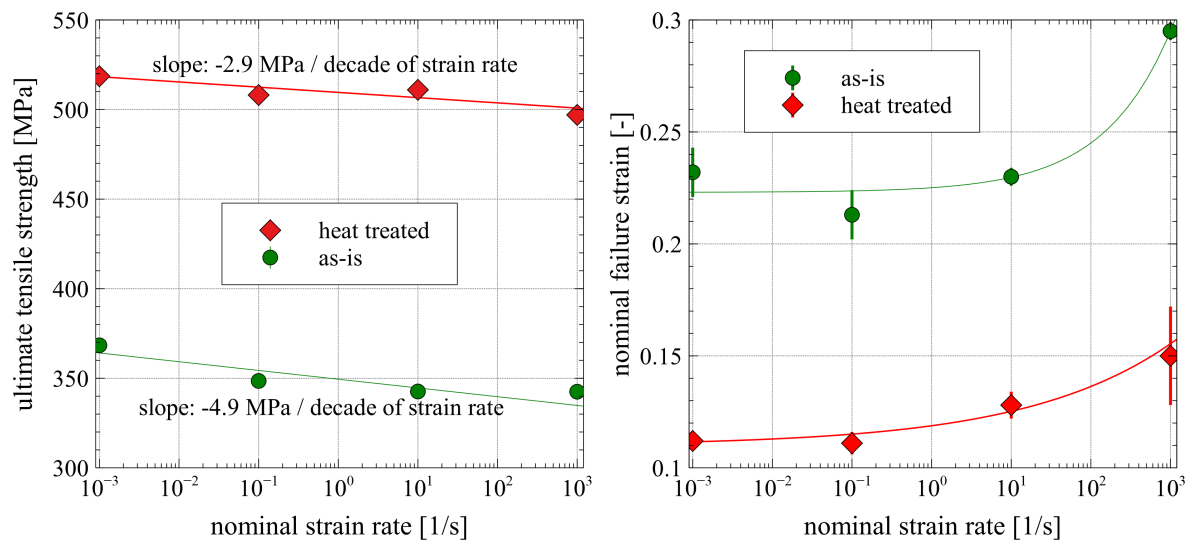 ultimate tensile strength [MPa]
550
500
450
400
350
300
slope: -2.9 MPa / decade of strain rate
heat treated
as-is
slope: -4.9 MPa / decade of strain rate
10⁻³ 10⁻² 10⁻¹ 10⁰ 10¹ 10² 10³
nominal strain rate [1/s]
nominal failure strain [-]
0.3
0.25
0.2
0.15
0.1
as-is
heat treated
10⁻³ 10⁻² 10⁻¹ 10⁰ 10¹ 10² 10³
nominal strain rate [1/s]